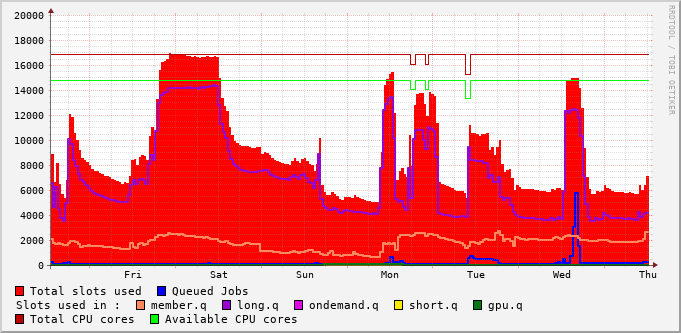 20000
18000
16000
14000
12000
10000
8000
6000
4000
2000
0
Fri Sat Sun Mon Tue Wed Thu
RRDTOOL / TOBI OETIKER
Total slots used Queued Jobs
Slots used in : member.q long.q ondemand.q short.q gpu.q
Total CPU cores Available CPU cores